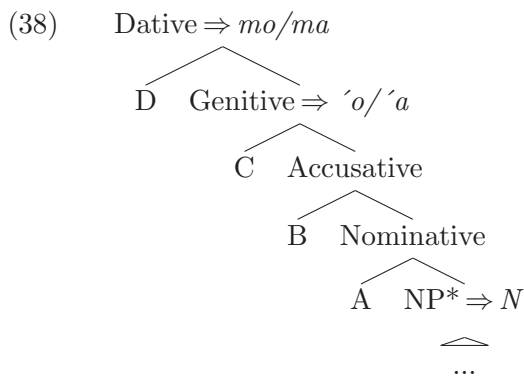 (38) Dative ⇒ mo/ma
D Genitive ⇒ ´o/´a
C Accusative
B Nominative
A NP* ⇒ N
...